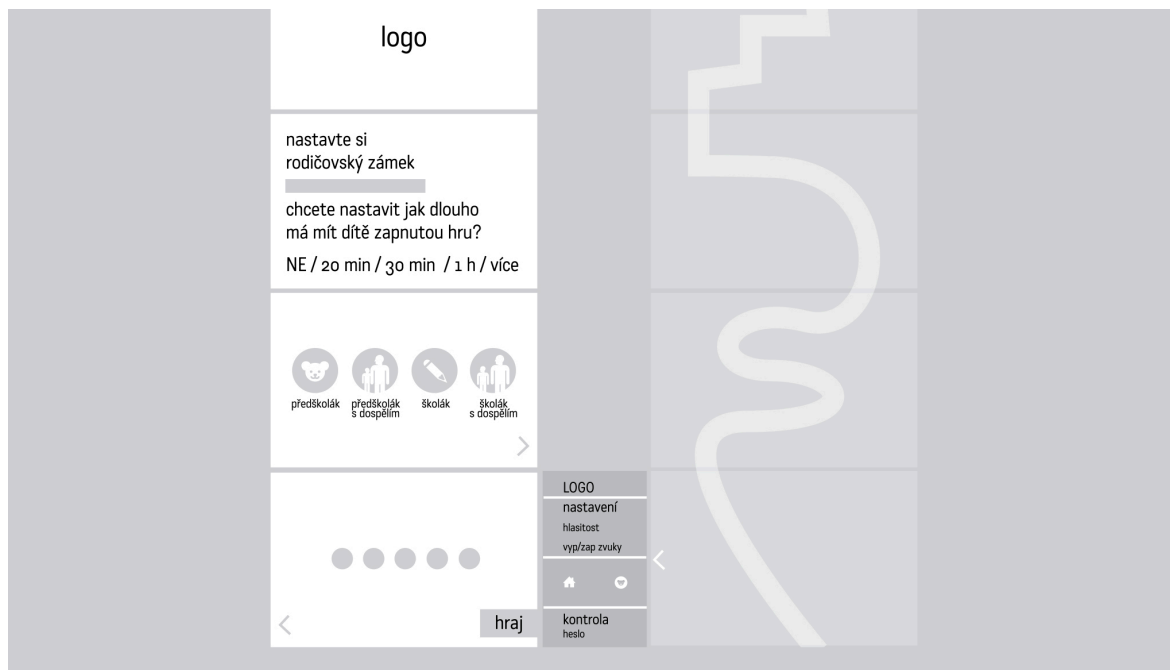 logo
nastavte si
rodičovský zámek
chcete nastavit jak dlouho
má mít dítě zapnutou hru?
NE / 20 min / 30 min / 1 h / více
předškolák
předškolák
s dospělím
školák
školák
s dospělím
hraj
LOGO
nastavení
hlasitost
vyp/zap zvuky
kontrola
heslo